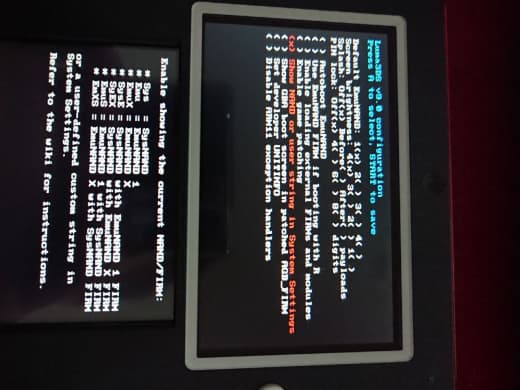 Luma3DS v9.0 configuration
Press A to select, START to save
Default EmuNAND: 1(x) 2( ) 3( ) 4( )
Screen brightness: 4(x) 3( ) 2( ) 1( )
Splash: Off(x) Before( ) After( ) payloads
PIN lock: Off(x) 4( ) 6( ) 8( ) digits
( ) Autoboot EmuNAND
( ) Use EmuNAND FIRM if booting with R
( ) Enable loading external FIRMs and modules
( ) Enable game patching
(x) Show NAND or user string in System Settings
( ) Show GBA boot screen in patched AGB_FIRM
( ) Set developer UNITINFO
( ) Disable ARM11 exception handlers
Enable showing the current NAND/FIRM:
* Sys = SysNAND
* Emu = EmuNAND 1
* EmuX = EmuNAND X
* SysE = SysNAND with EmuNAND 1 FIRM
* SyEX = SysNAND with EmuNAND X FIRM
* EmuS = EmuNAND 1 with SysNAND FIRM
* EmXS = EmuNAND X with SysNAND FIRM
or a user-defined custom string in
System Settings.
Refer to the wiki for instructions.